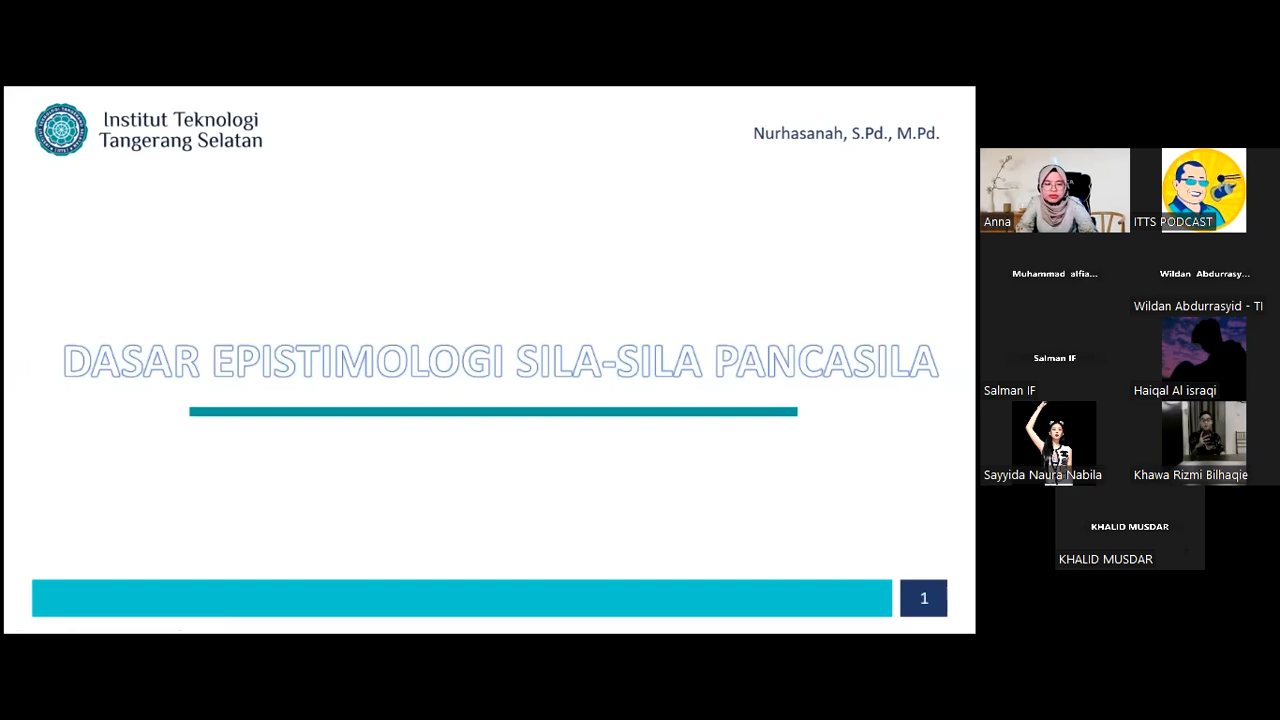 Institut Teknologi
Tangerang Selatan
Nurhasanah, S.Pd., M.Pd.
DASAR EPISTIMOLOGI SILA-SILA PANCASILA
1
Anna
ITTS PODCAST
Muhammad alfia...
Wildan Abdurrasy...
Wildan Abdurrasyid - TI
Salman IF
Salman IF
Haiqal Al israqi
Sayyida Naura Nabila
Khawa Rizmi Bilhaqie
KHALID MUSDAR
KHALID MUSDAR